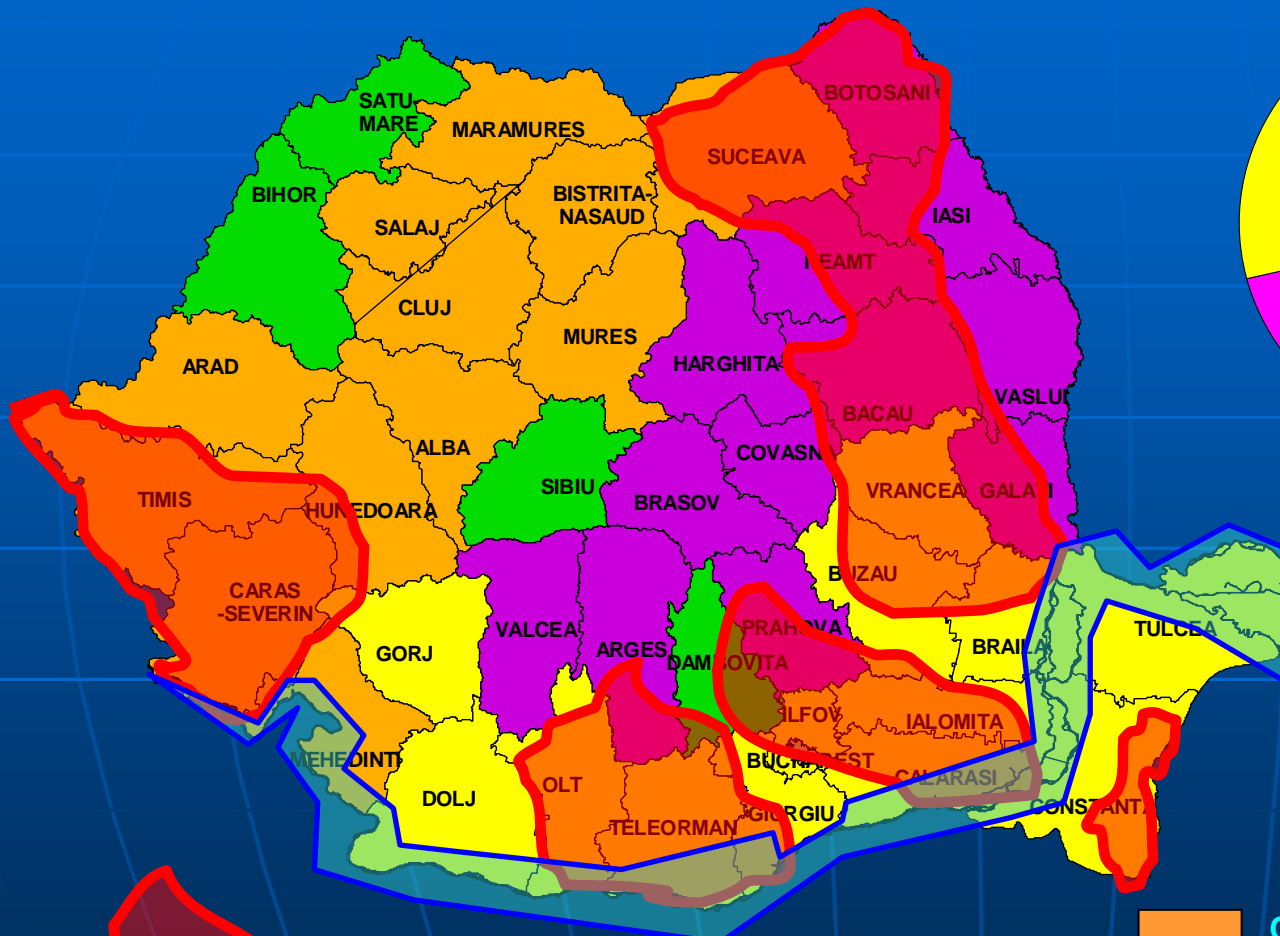 SATU-
MARE
MARAMURES
BOTOSANI
SUCEAVA
BIHOR
BISTRITA-
NASAUD
SALAJ
IASI
NEAMT
CLUJ
MURES
ARAD
HARGHITA
VASLUI
BACAU
ALBA
COVASN
SIBIU
TIMIS
BRASOV
VRANCEA
GALATI
HUNEDOARA
BUZAU
CARAS
-SEVERIN
VALCEA
PRAHOVA
TULCEA
GORJ
ARGES
DAMBOVITA
BRAILA
ILFOV
IALOMITA
MEHEDINTI
BUCHAREST
OLT
CALARASI
DOLJ
GIURGIU
CONSTANTA
TELEORMAN